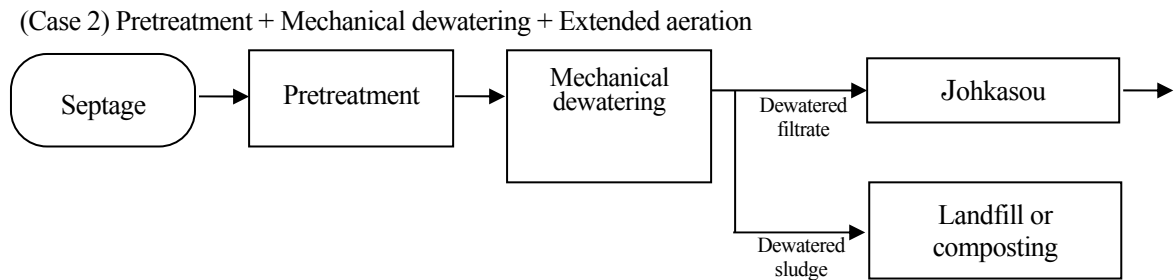 (Case 2) Pretreatment + Mechanical dewatering + Extended aeration
Septage
Pretreatment
Mechanical
dewatering
Dewatered
filtrate
Johkasou
Dewatered
sludge
Landfill or
composting